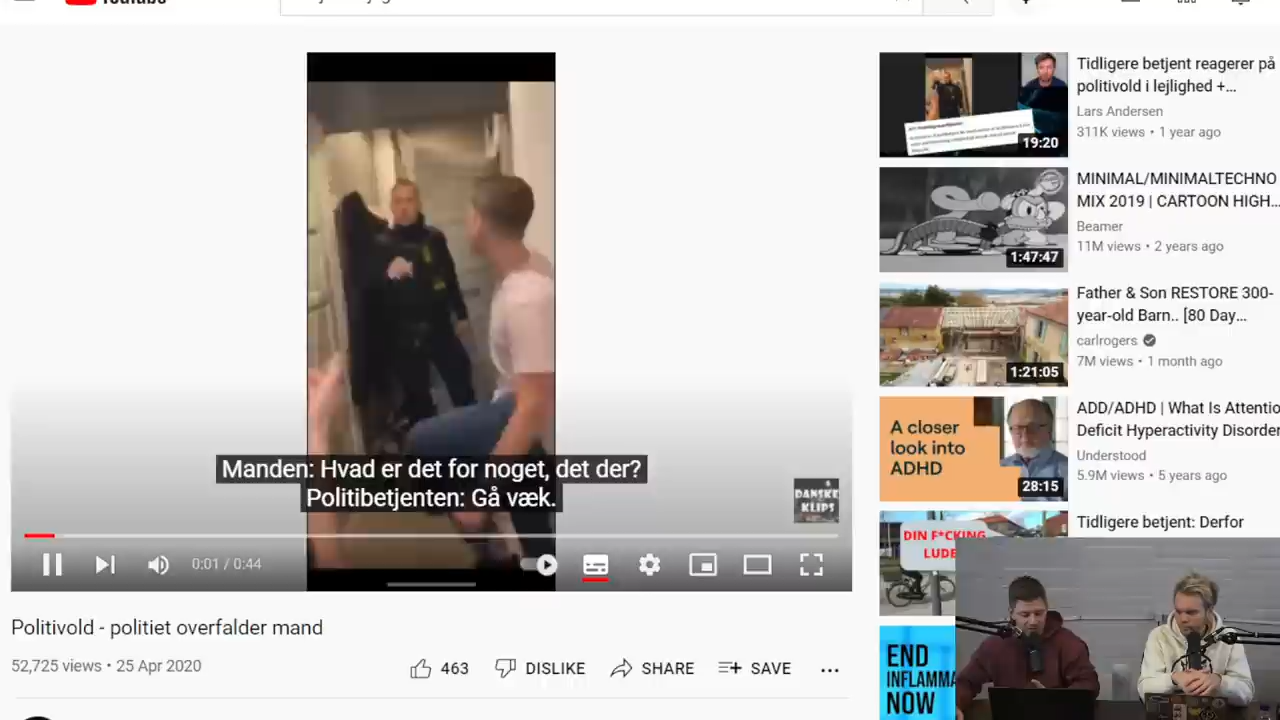 YouTube
Manden: Hvad er det for noget, det der?
Politibetjenten: Gå væk.
DANSKE
KLIPS
0:01 / 0:44
Politivold - politiet overfalder mand
52,725 views • 25 Apr 2020
463
DISLIKE
SHARE
SAVE
Tidligere betjent reagerer på
politivold i lejlighed +...
Lars Andersen
311K views • 1 year ago
19:20
MINIMAL/MINIMALTECHNO
MIX 2019 | CARTOON HIGH...
Beamer
11M views • 2 years ago
1:47:47
Father & Son RESTORE 300-
year-old Barn.. [80 Day...
carlrogers
7M views • 1 month ago
1:21:05
A closer
look into
ADHD
28:15
ADD/ADHD | What Is Attentio
Deficit Hyperactivity Disorder
Understood
5.9M views • 5 years ago
DIN F*CKING
LUDE
Tidligere betjent: Derfor
END
INFLAMMA
NOW